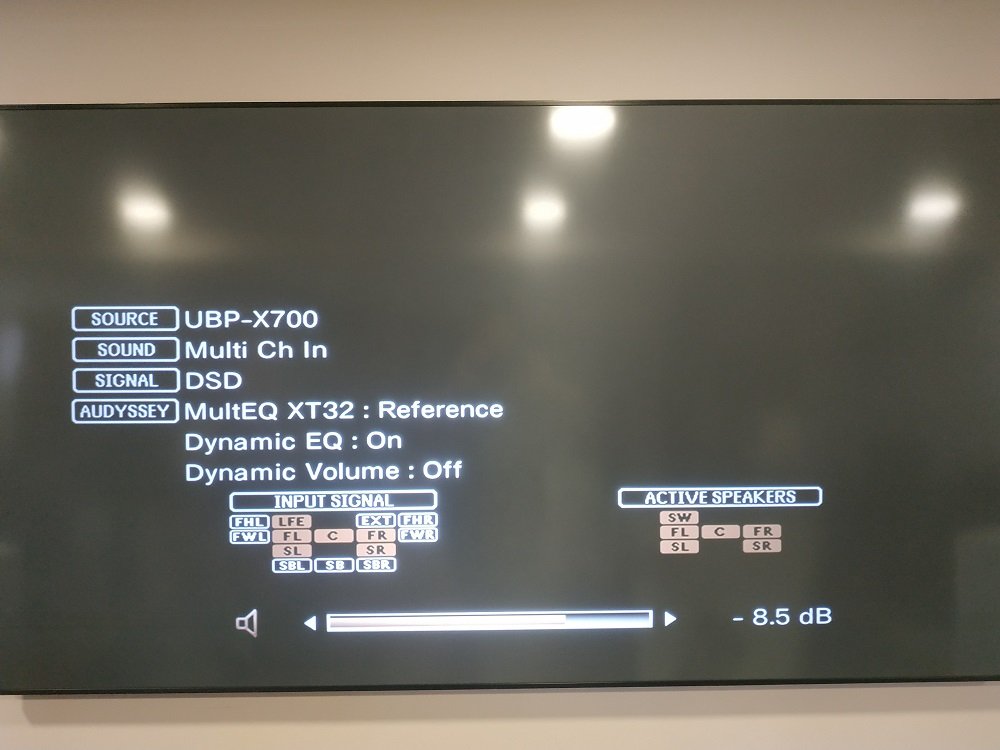 SOURCE UBP-X700
SOUND Multi Ch In
SIGNAL DSD
AUDYSSEY MultEQ XT32 : Reference
Dynamic EQ : On
Dynamic Volume : Off
INPUT SIGNAL ACTIVE SPEAKERS
FHL LFE EXT FHR SW
FWL FL C FR FWR FL C FR
SL SR SL SR
SBL SB SBR
- 8.5 dB